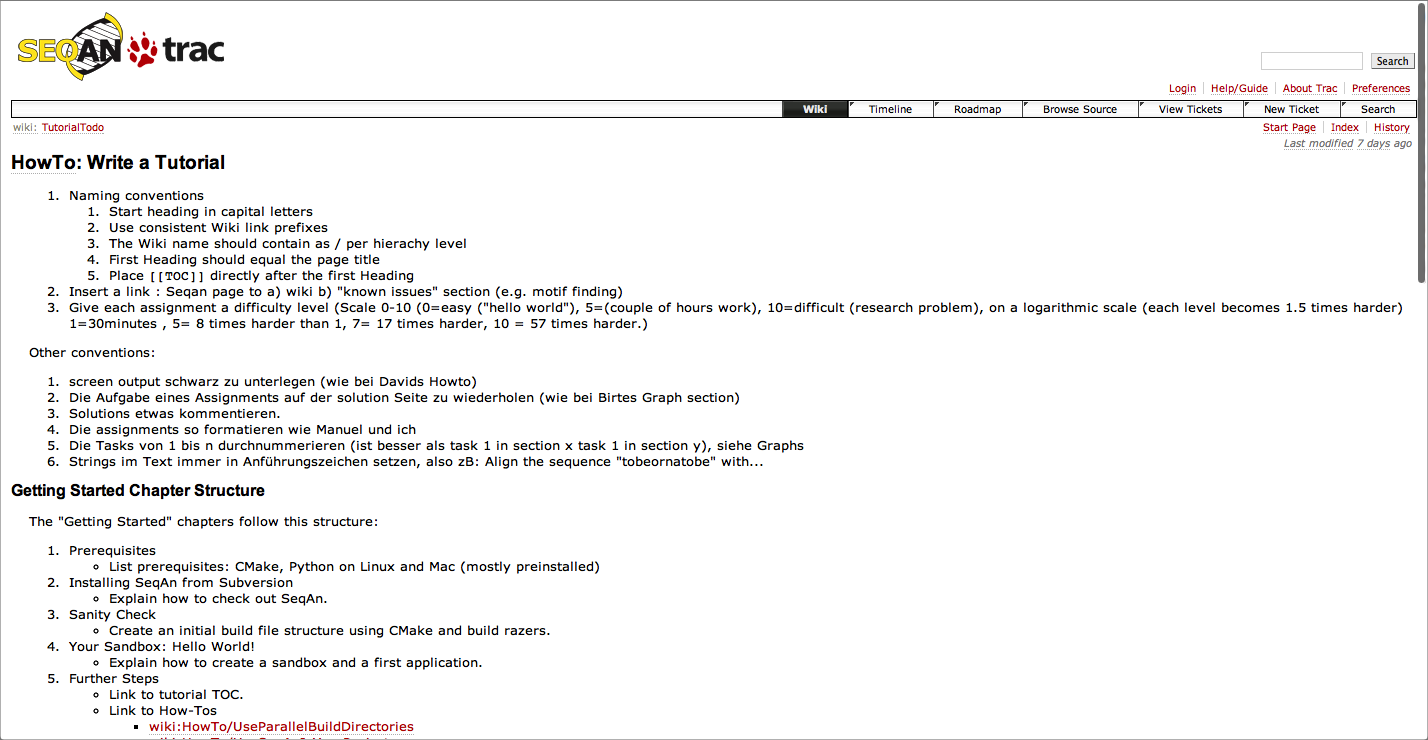 SEQAN trac
Search
Login Help/Guide About Trac Preferences
Wiki Timeline Roadmap Browse Source View Tickets New Ticket Search
wiki: TutorialTodo Start Page Index History
Last modified 7 days ago
HowTo: Write a Tutorial
1. Naming conventions
1. Start heading in capital letters
2. Use consistent Wiki link prefixes
3. The Wiki name should contain as / per hierachy level
4. First Heading should equal the page title
5. Place [[TOC]] directly after the first Heading
2. Insert a link : Seqan page to a) wiki b) "known issues" section (e.g. motif finding)
3. Give each assignment a difficulty level (Scale 0-10 (0=easy ("hello world"), 5=(couple of hours work), 10=difficult (research problem), on a logarithmic scale (each level becomes 1.5 times harder)
1=30minutes , 5= 8 times harder than 1, 7= 17 times harder, 10 = 57 times harder.)
Other conventions:
1. screen output schwarz zu unterlegen (wie bei Davids Howto)
2. Die Aufgabe eines Assignments auf der solution Seite zu wiederholen (wie bei Birtes Graph section)
3. Solutions etwas kommentieren.
4. Die assignments so formatieren wie Manuel und ich
5. Die Tasks von 1 bis n durchnummerieren (ist besser als task 1 in section x task 1 in section y), siehe Graphs
6. Strings im Text immer in Anführungszeichen setzen, also zB: Align the sequence "tobeornatobe" with...
Getting Started Chapter Structure
The "Getting Started" chapters follow this structure:
1. Prerequisites
List prerequisites: CMake, Python on Linux and Mac (mostly preinstalled)
2. Installing SeqAn from Subversion
Explain how to check out SeqAn.
3. Sanity Check
Create an initial build file structure using CMake and build razers.
4. Your Sandbox: Hello World!
Explain how to create a sandbox and a first application.
5. Further Steps
Link to tutorial TOC.
Link to How-Tos
wiki:HowTo/UseParallelBuildDirectories